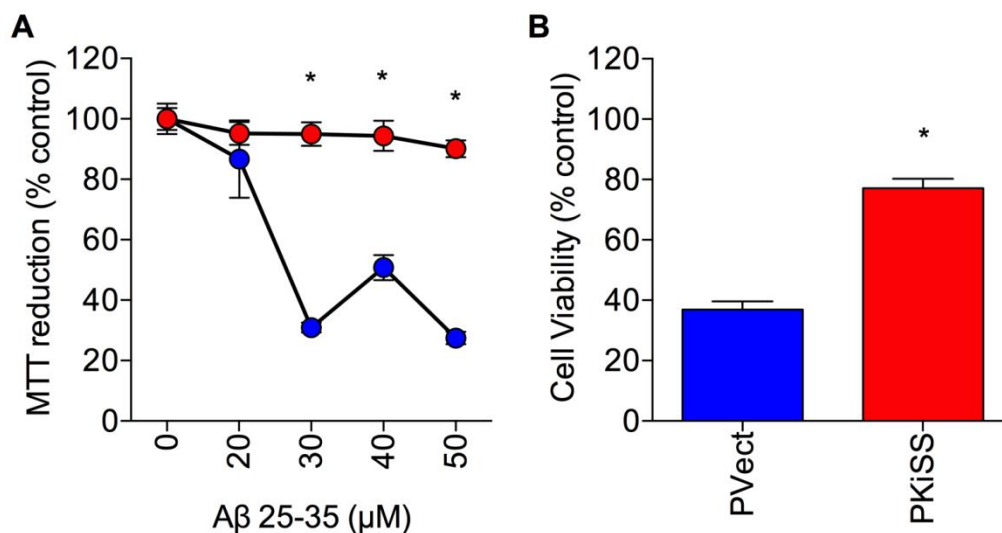 A
MTT reduction (% control)
120
100
80
60
40
20
0
* * *
0 20 30 40 50
Aβ 25-35 (μM)
B
Cell Viability (% control)
120
100
80
60
40
20
0
*
PVect PKiSS